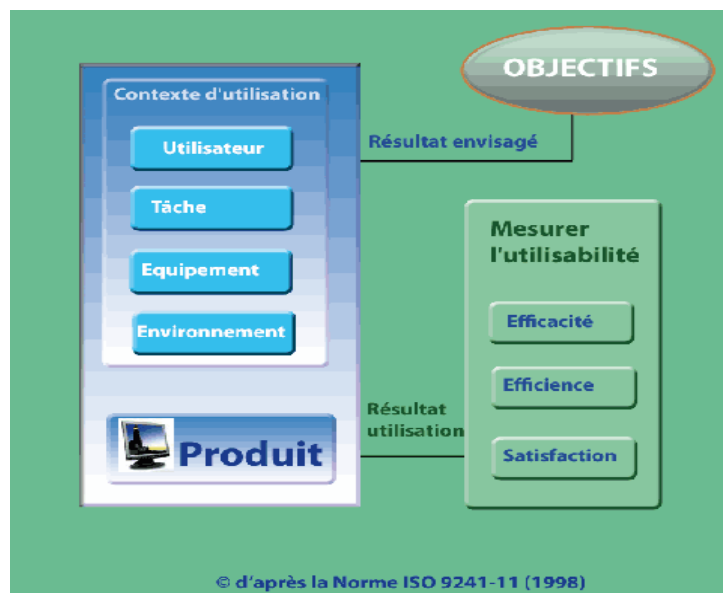 OBJECTIFS
Contexte d'utilisation
Utilisateur
Résultat envisagé
Tâche
Equipement
Environnement
Mesurer
l'utilisabilité
Efficacité
Efficience
Satisfaction
Résultat
utilisation
Produit
© d'après la Norme ISO 9241-11 (1998)